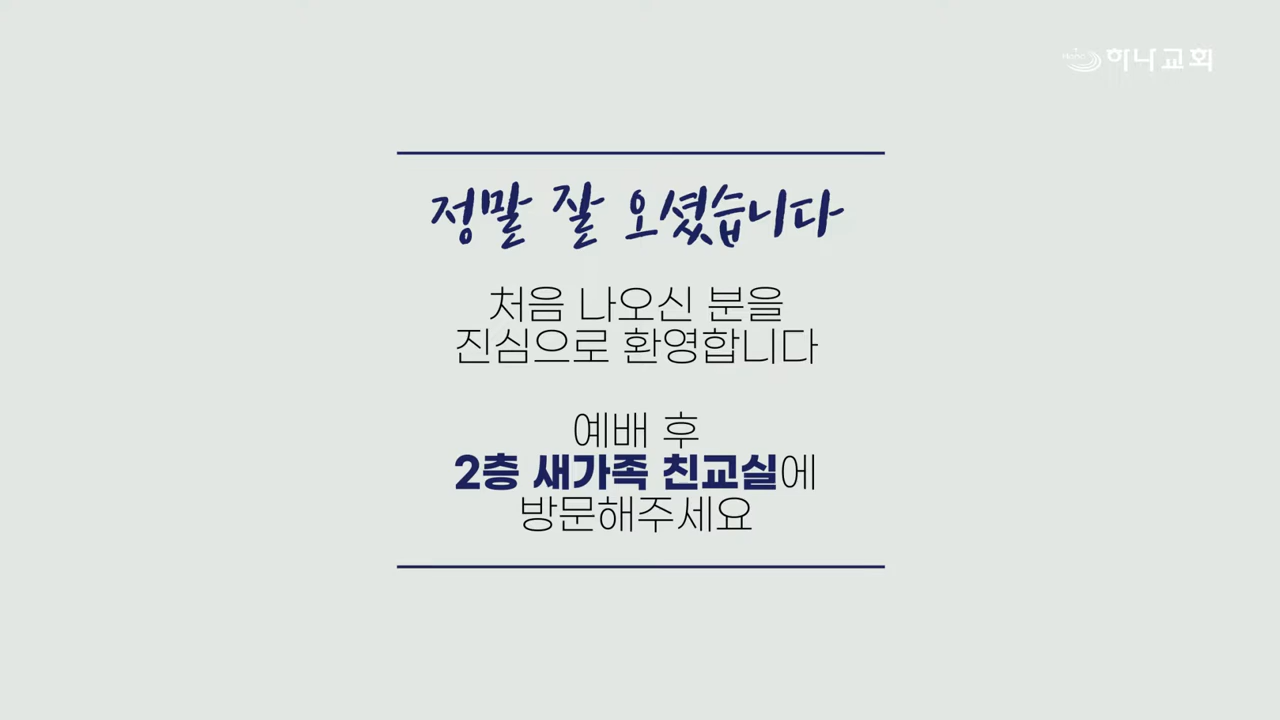 하나교회
정말 잘 오셨습니다
처음 나오신 분을
진심으로 환영합니다
예배 후
2층 새가족 친교실에
방문해주세요